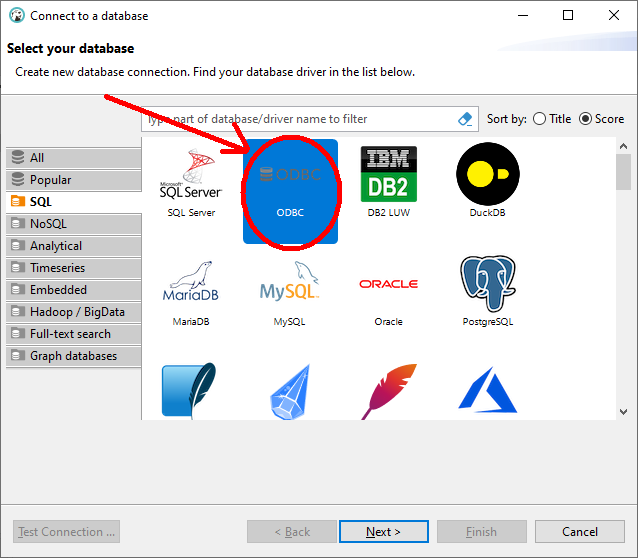 Connect to a database
Select your database
Create new database connection. Find your database driver in the list below.
Type part of database/driver name to filter
Sort by:
Title
Score
All
Popular
SQL
NoSQL
Analytical
Timeseries
Embedded
Hadoop / BigData
Full-text search
Graph databases
Microsoft
SQL Server
SQL Server
ODBC
ODBC
IBM
DB2
DB2 LUW
DuckDB
MariaDB
MariaDB
MySQL
MySQL
ORACLE
Oracle
PostgreSQL
Test Connection ...
< Back
Next >
Finish
Cancel